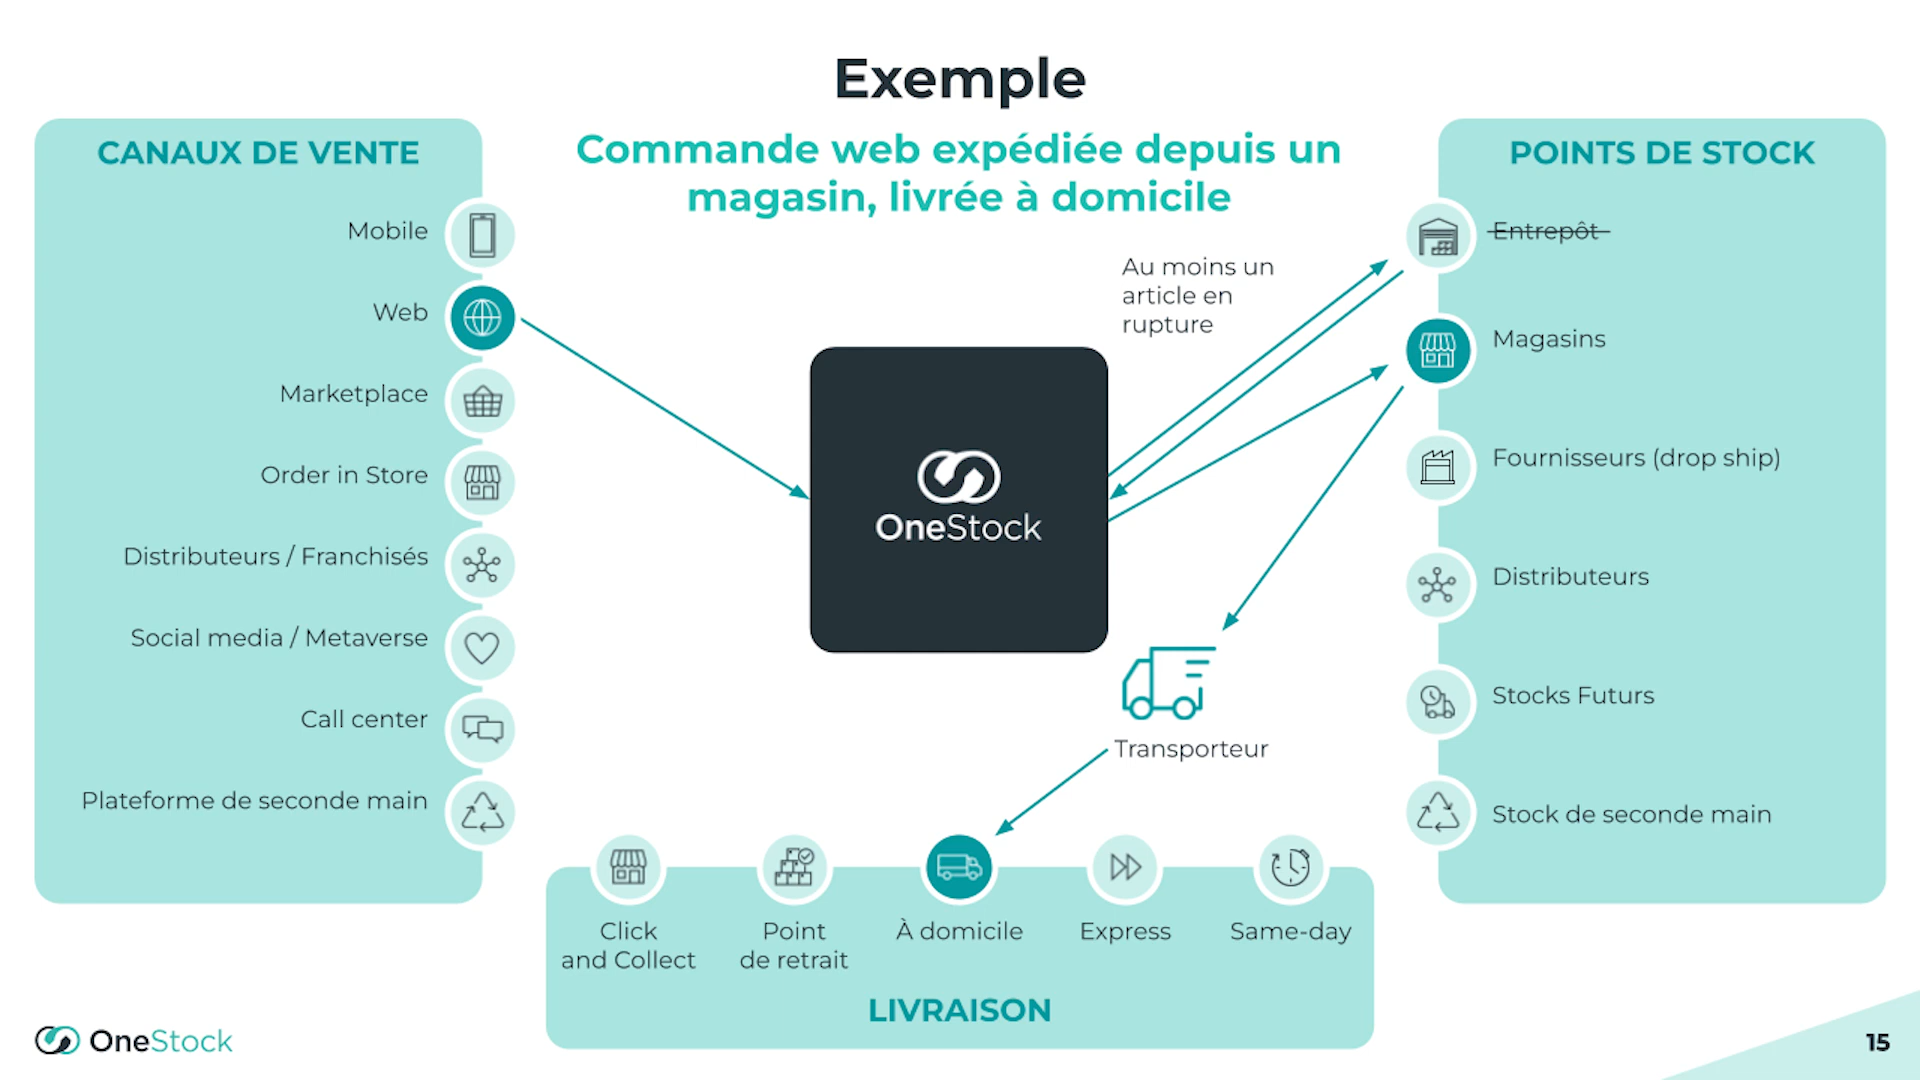 Exemple
Commande web expédiée depuis un
magasin, livrée à domicile
CANAUX DE VENTE
Mobile
Web
Marketplace
Order in Store
Distributeurs / Franchisés
Social media / Metaverse
Call center
Plateforme de seconde main
Au moins un
article en
rupture
OneStock
Transporteur
POINTS DE STOCK
Entrepôt
Magasins
Fournisseurs (drop ship)
Distributeurs
Stocks Futurs
Stock de seconde main
Click
and Collect
Point
de retrait
À domicile
Express
Same-day
LIVRAISON
OneStock
15